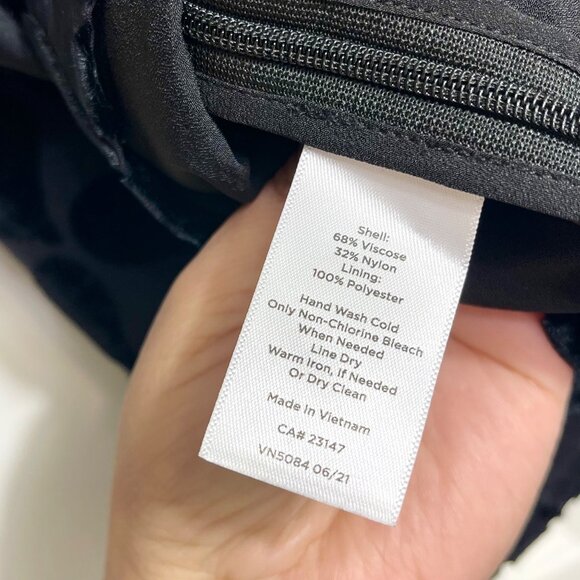 Shell:
68% Viscose
32% Nylon
Lining:
100% Polyester
Hand Wash Cold
Only Non-Chlorine Bleach
When Needed
Line Dry
Warm Iron, if Needed
Or Dry Clean
Made in Vietnam
CA# 23147
VN5084 06/21